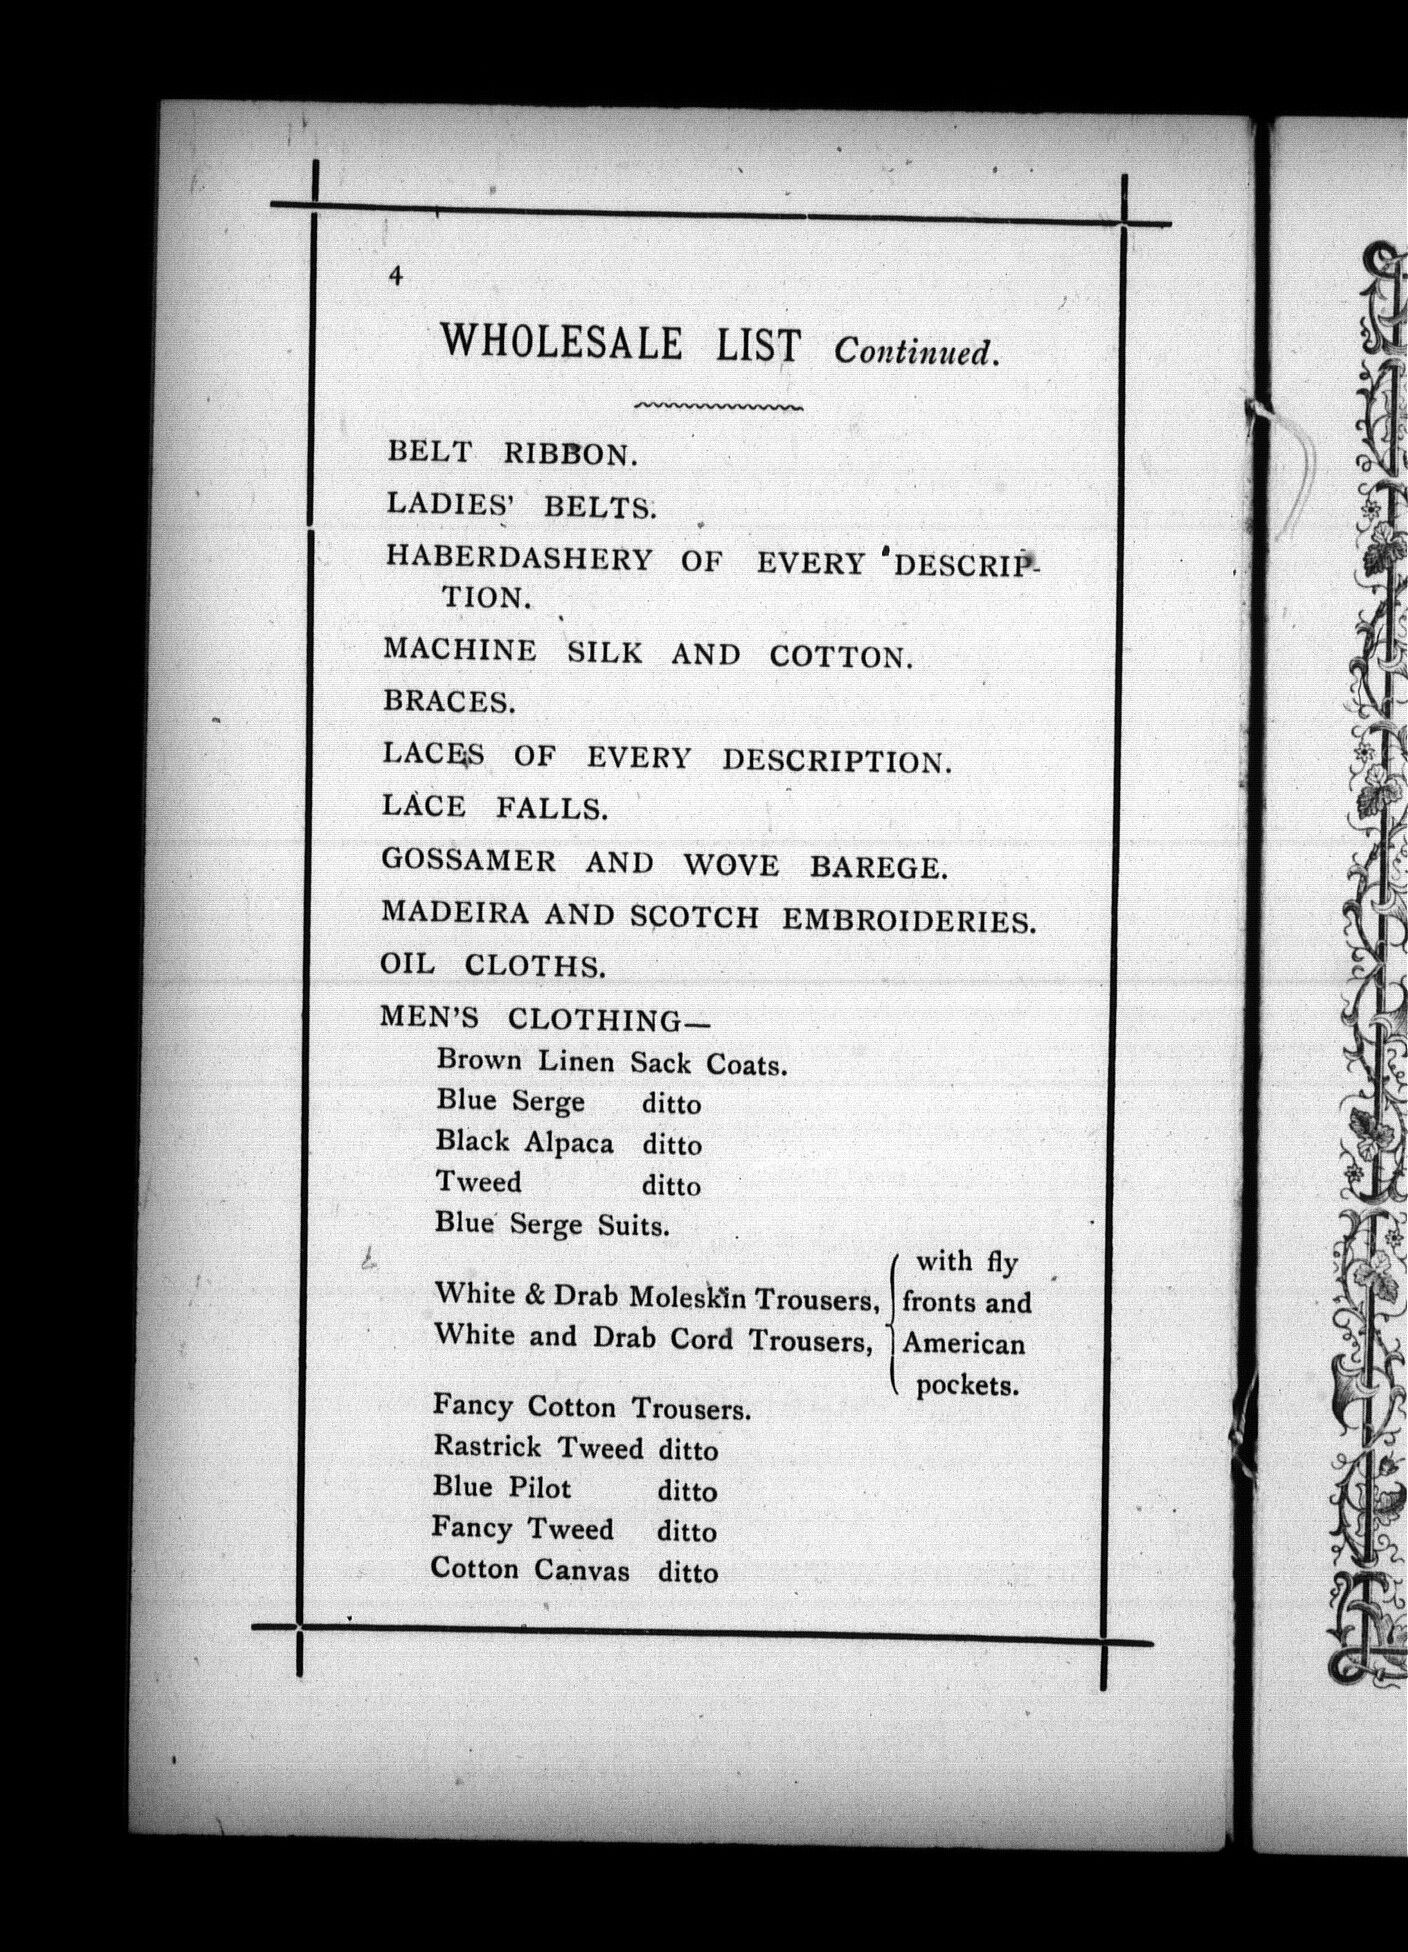 4
WHOLESALE LIST Continued.
BELT RIBBON.
LADIES' BELTS.
HABERDASHERY OF EVERY DESCRIP-
TION.
MACHINE SILK AND COTTON.
BRACES.
LACES OF EVERY DESCRIPTION.
LACE FALLS.
GOSSAMER AND WOVE BAREGE.
MADEIRA AND SCOTCH EMBROIDERIES.
OIL CLOTHS.
MEN'S CLOTHING—
Brown Linen Sack Coats.
Blue Serge ditto
Black Alpaca ditto
Tweed ditto
Blue Serge Suits.
White & Drab Moleskin Trousers,
White and Drab Cord Trousers,
with fly
fronts and
American
pockets.
Fancy Cotton Trousers.
Rastrick Tweed ditto
Blue Pilot ditto
Fancy Tweed ditto
Cotton Canvas ditto